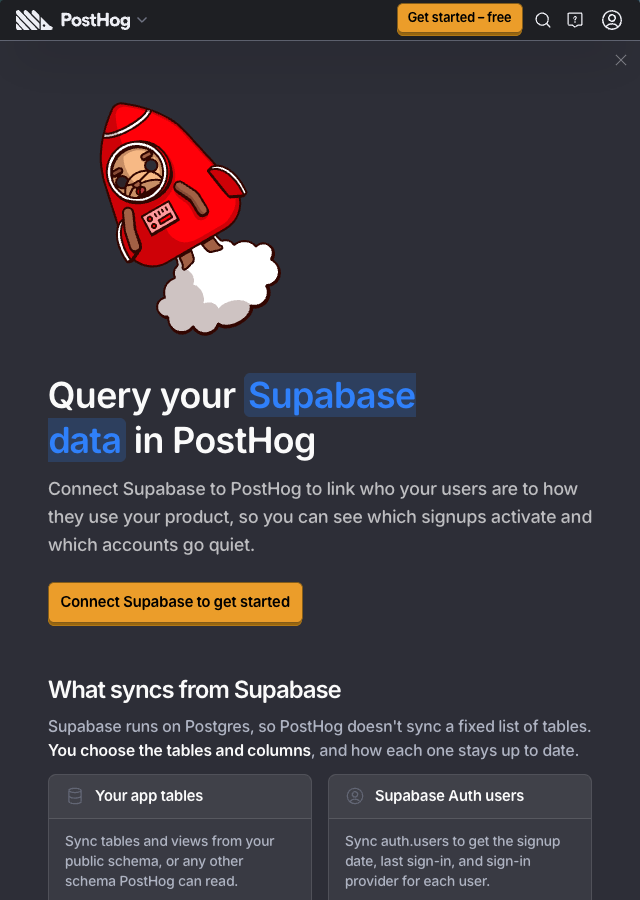 PostHog
Get started – free
Query your Supabase
data in PostHog
Connect Supabase to PostHog to link who your users are to how
they use your product, so you can see which signups activate and
which accounts go quiet.
Connect Supabase to get started
What syncs from Supabase
Supabase runs on Postgres, so PostHog doesn't sync a fixed list of tables.
You choose the tables and columns, and how each one stays up to date.
Your app tables
Sync tables and views from your
public schema, or any other
schema PostHog can read.
Supabase Auth users
Sync auth.users to get the signup
date, last sign-in, and sign-in
provider for each user.